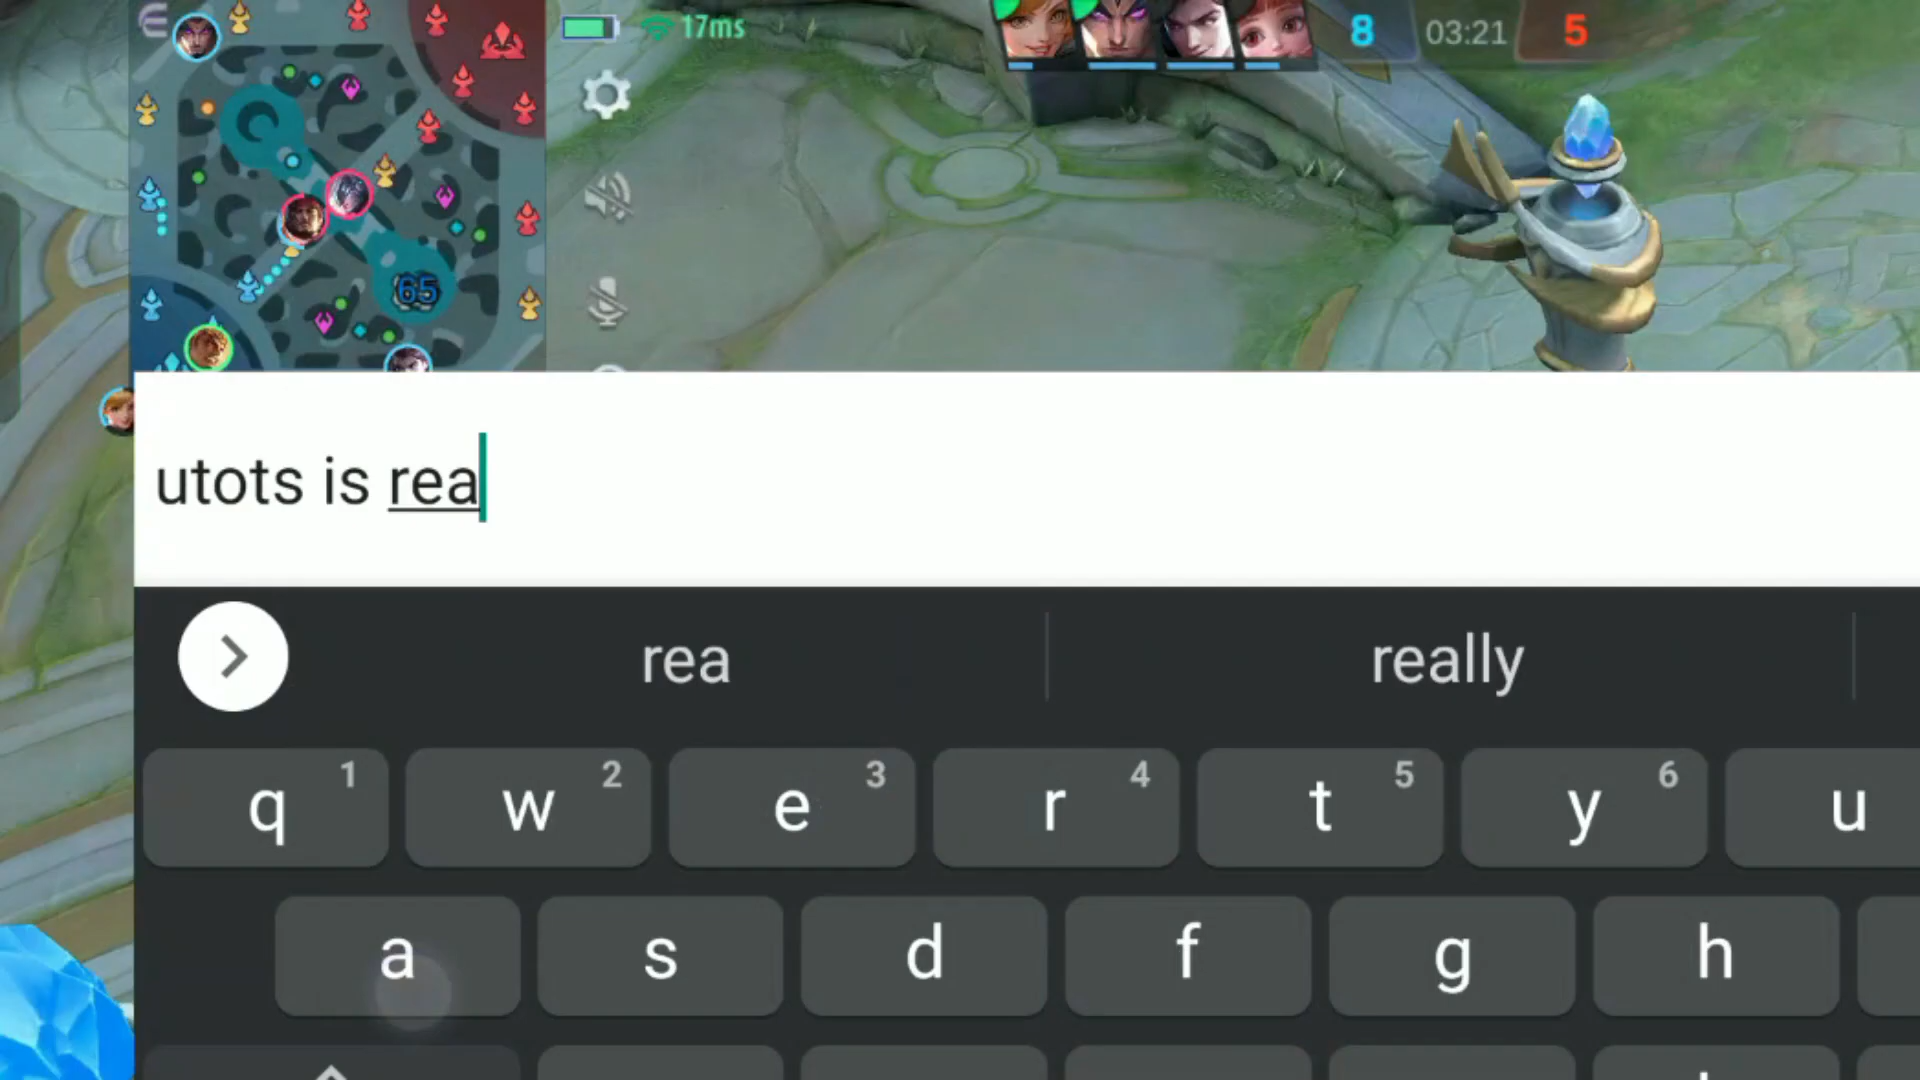 17ms
8 03:21 5
65
utots is rea
rea really
q 1 w 2 e 3 r 4 t 5 y 6 u
a s d f g h